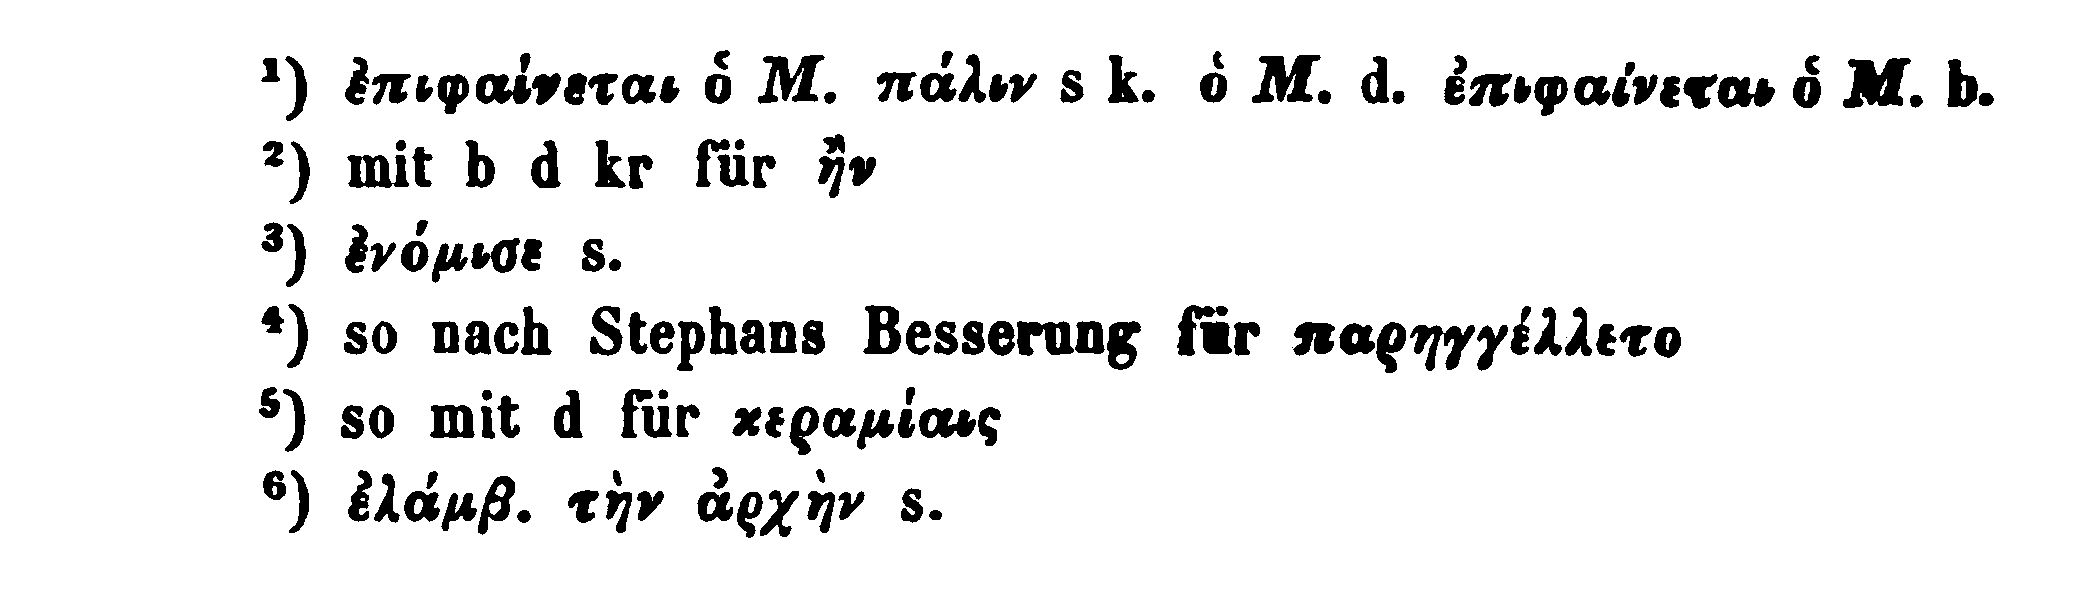 ¹) ἐπιφαίνεται ὁ Μ. πάλιν s k. ὁ Μ. d. ἐπιφαίνεται ὁ Μ. b.
²) mit b d kr für ἢν
³) ἐνόμισε s.
⁴) so nach Stephans Besserung für παρηγγέλλετο
⁵) so mit d für κεραμίαις
⁶) ἐλάμβ. τὴν ἀρχὴν s.